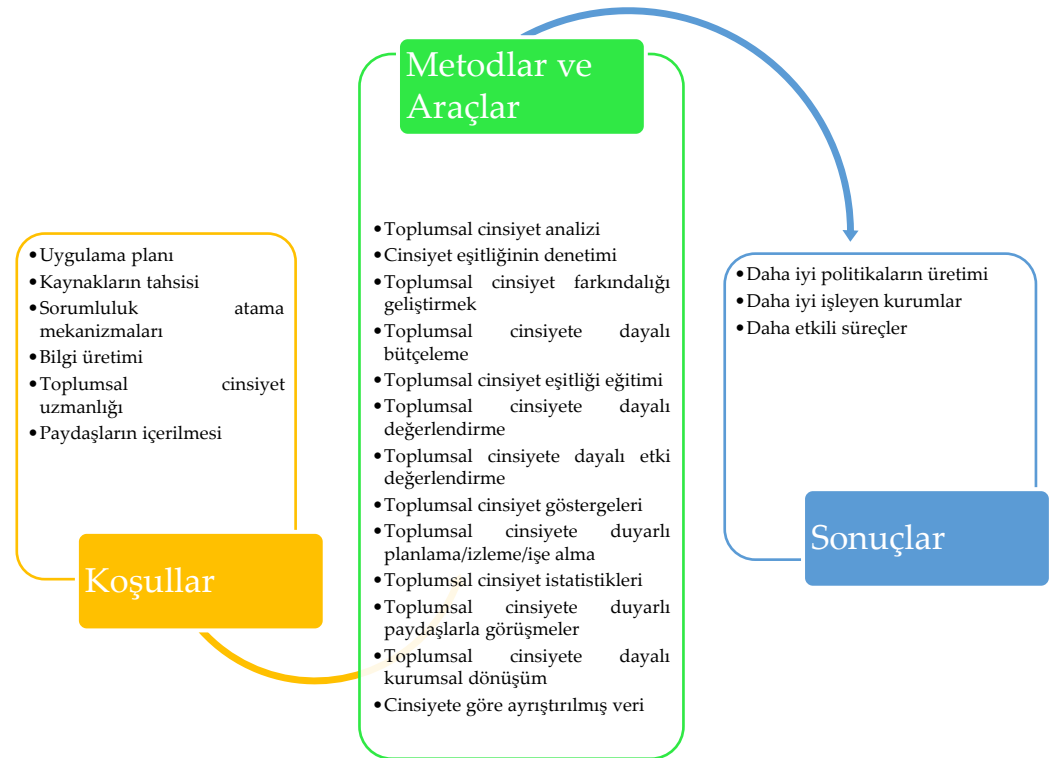 •Uygulama planı
•Kaynakların tahsisi
•Sorumluluk atama
mekanizmaları
•Bilgi üretimi
•Toplumsal cinsiyet
uzmanlığı
•Paydaşların içerilmesi
Koşullar
Metodlar ve
Araçlar
•Toplumsal cinsiyet analizi
•Cinsiyet eşitliğinin denetimi
•Toplumsal cinsiyet farkındalığı
geliştirmek
•Toplumsal cinsiyete dayalı
bütçeleme
•Toplumsal cinsiyet eşitliği eğitimi
•Toplumsal cinsiyete dayalı
değerlendirme
•Toplumsal cinsiyete dayalı etki
değerlendirme
•Toplumsal cinsiyet göstergeleri
•Toplumsal cinsiyete duyarlı
planlama/izleme/işe alma
•Toplumsal cinsiyet istatistikleri
•Toplumsal cinsiyete duyarlı
paydaşlarla görüşmeler
•Toplumsal cinsiyete dayalı
kurumsal dönüşüm
•Cinsiyete göre ayrıştırılmış veri
•Daha iyi politikaların üretimi
•Daha iyi işleyen kurumlar
•Daha etkili süreçler
Sonuçlar